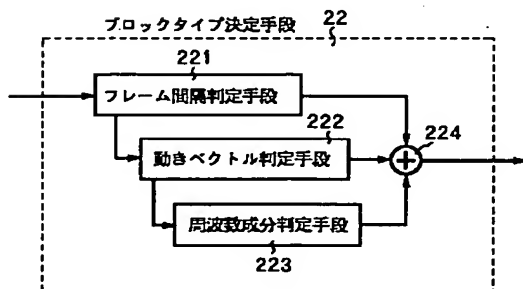 ブロックタイプ決定手段
22
221
フレーム間隔判定手段
222
224
動きベクトル判定手段
周波数成分判定手段
223